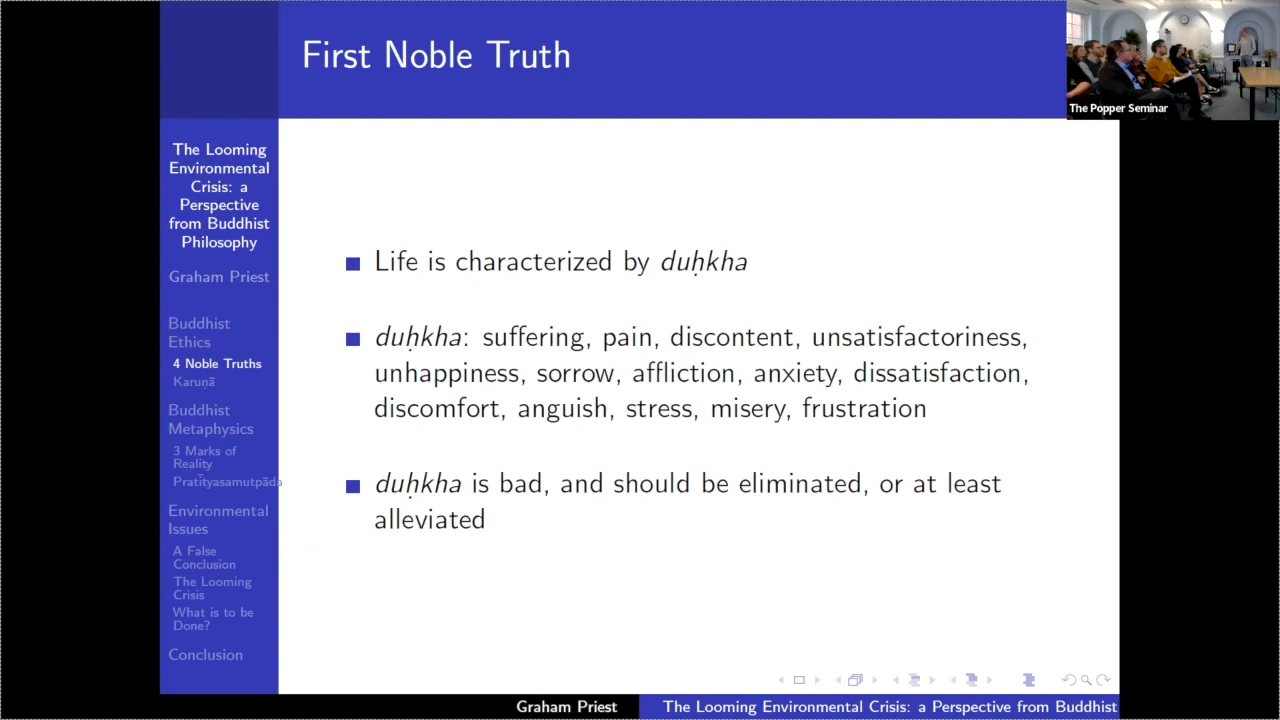 First Noble Truth
The Popper Seminar
The Looming
Environmental
Crisis: a
Perspective
from Buddhist
Philosophy
Graham Priest
Buddhist
Ethics
4 Noble Truths
Karuṇā
Buddhist
Metaphysics
3 Marks of
Reality
Pratītyasamutpāda
Environmental
Issues
A False
Conclusion
The Looming
Crisis
What is to be
Done?
Conclusion
Life is characterized by duḥkha
duḥkha: suffering, pain, discontent, unsatisfactoriness,
unhappiness, sorrow, affliction, anxiety, dissatisfaction,
discomfort, anguish, stress, misery, frustration
duḥkha is bad, and should be eliminated, or at least
alleviated
Graham Priest
The Looming Environmental Crisis: a Perspective from Buddhist